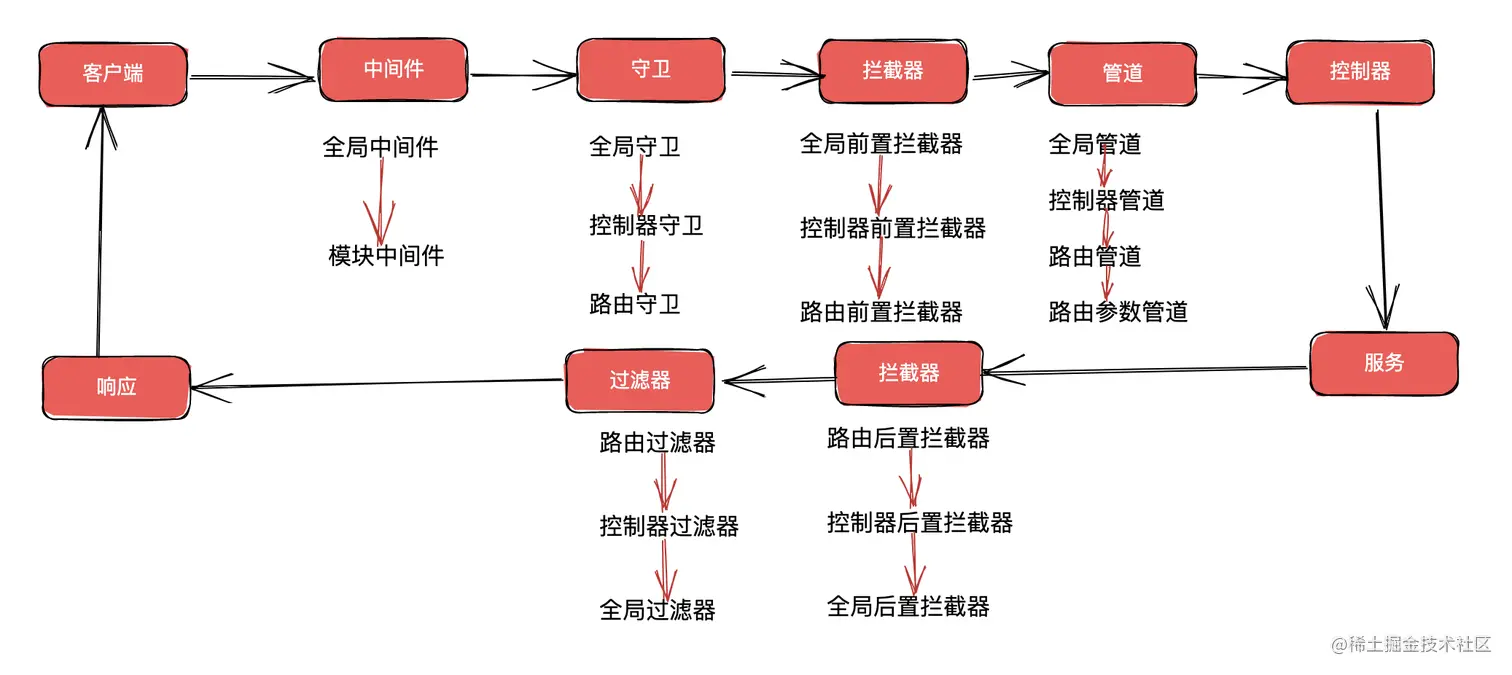 客户端
中间件
守卫
拦截器
管道
控制器
全局中间件
模块中间件
全局守卫
控制器守卫
路由守卫
全局前置拦截器
控制器前置拦截器
路由前置拦截器
全局管道
控制器管道
路由管道
路由参数管道
响应
过滤器
拦截器
服务
路由过滤器
控制器过滤器
全局过滤器
路由后置拦截器
控制器后置拦截器
全局后置拦截器
@稀土掘金技术社区